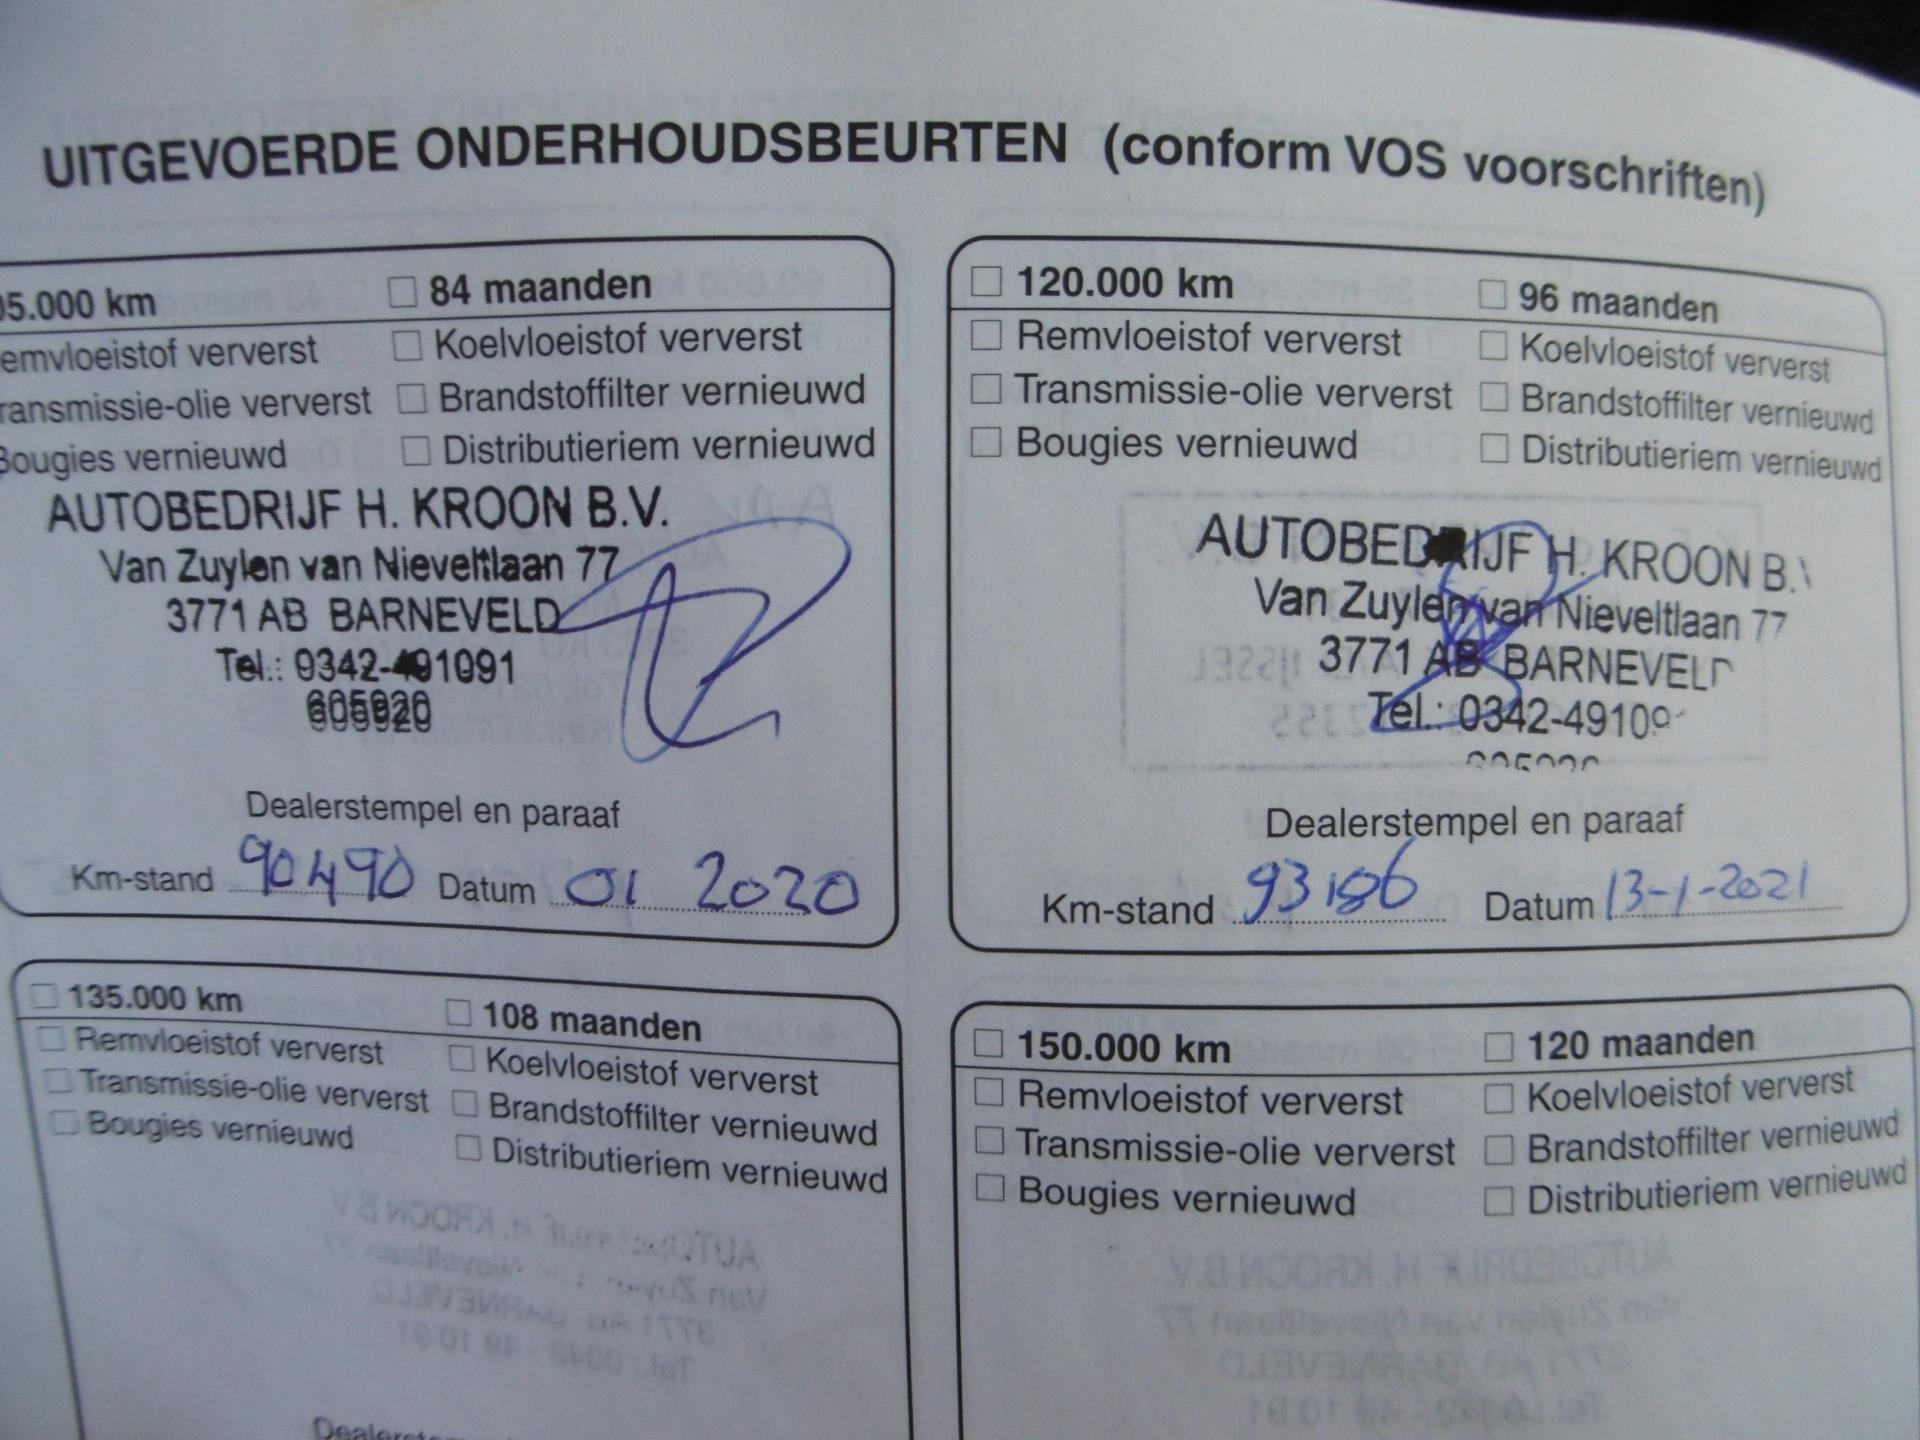 UITGEVOERDE ONDERHOUDSBEURTEN (conform VOS voorschriften)
05.000 km ☐ 84 maanden
emvloeistof ververst ☐ Koelvloeistof ververst
ransmissie-olie ververst ☐ Brandstoffilter vernieuwd
Bougies vernieuwd ☐ Distributieriem vernieuwd
AUTOBEDRIJF H. KROON B.V.
Van Zuylen van Nieveltlaan 77
3771 AB BARNEVELD
Tel.: 0342-491091
605920
Dealerstempel en paraaf
Km-stand 90490 Datum 01 2020
☐ 120.000 km ☐ 96 maanden
☐ Remvloeistof ververst ☐ Koelvloeistof ververst
☐ Transmissie-olie ververst ☐ Brandstoffilter vernieuwd
☐ Bougies vernieuwd ☐ Distributieriem vernieuwd
AUTOBEDRIJF H. KROON B.V
Van Zuylen van Nieveltlaan 77
3771 AB BARNEVELD
Tel.: 0342-49109
Dealerstempel en paraaf
Km-stand 93186 Datum 13-1-2021
☐ 135.000 km ☐ 108 maanden
☐ Remvloeistof ververst ☐ Koelvloeistof ververst
☐ Transmissie-olie ververst ☐ Brandstoffilter vernieuwd
☐ Bougies vernieuwd ☐ Distributieriem vernieuwd
☐ 150.000 km ☐ 120 maanden
☐ Remvloeistof ververst ☐ Koelvloeistof ververst
☐ Transmissie-olie ververst ☐ Brandstoffilter vernieuwd
☐ Bougies vernieuwd ☐ Distributieriem vernieuwd